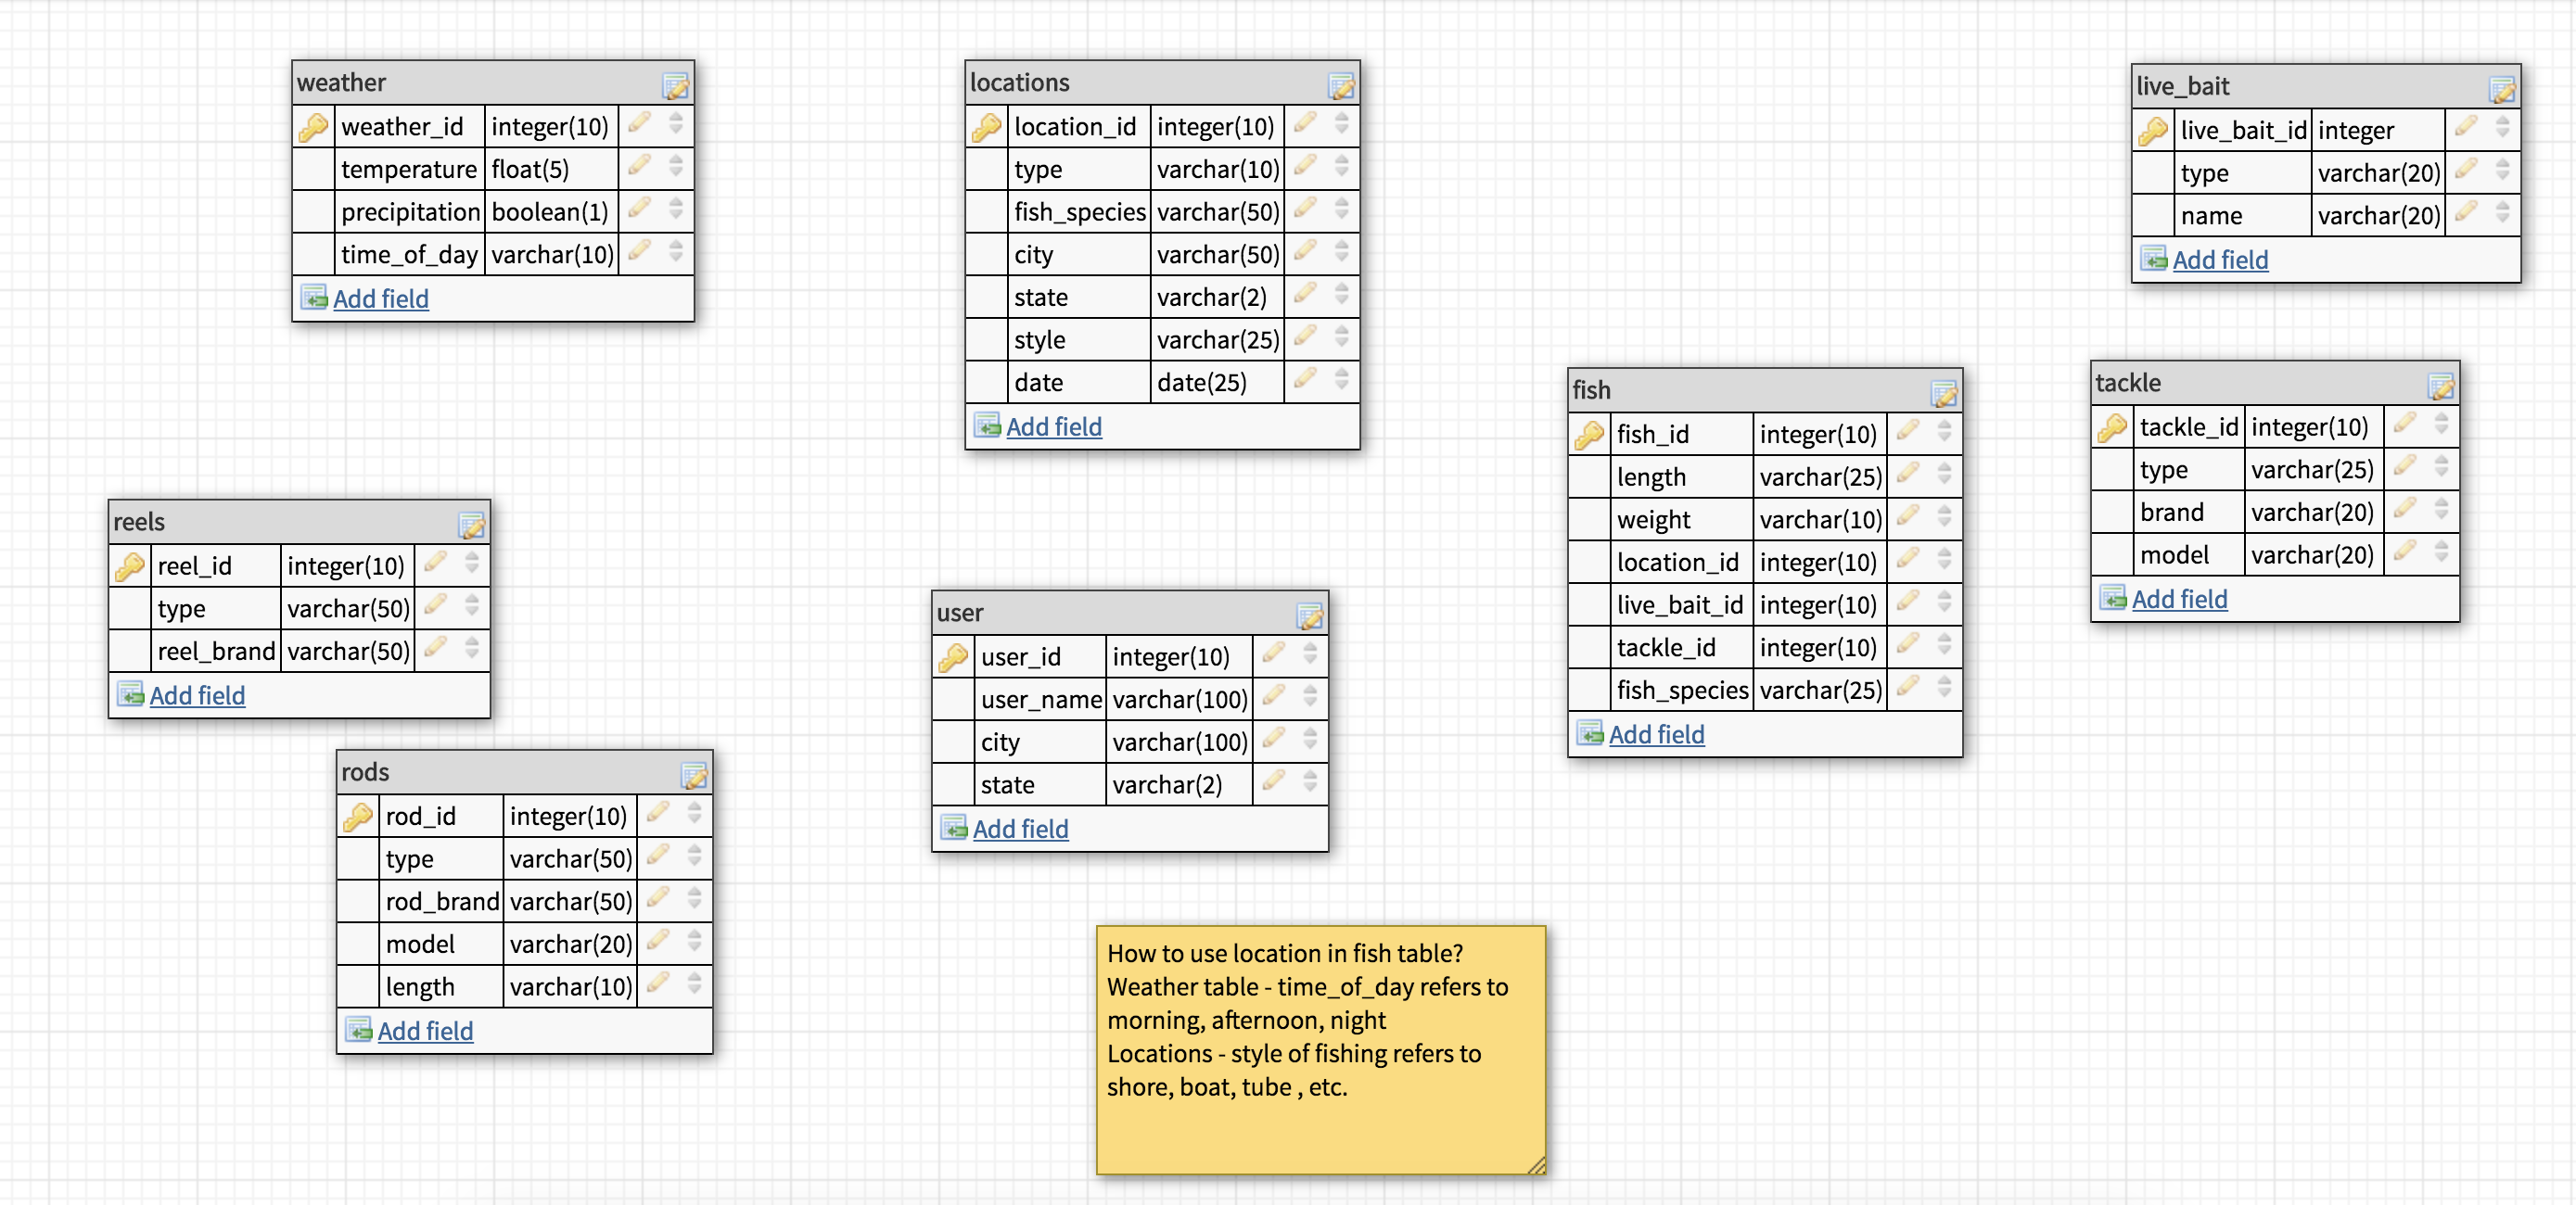 weather
weather_id integer(10)
temperature float(5)
precipitation boolean(1)
time_of_day varchar(10)
Add field
locations
location_id integer(10)
type varchar(10)
fish_species varchar(50)
city varchar(50)
state varchar(2)
style varchar(25)
date date(25)
Add field
live_bait
live_bait_id integer
type varchar(20)
name varchar(20)
Add field
fish
fish_id integer(10)
length varchar(25)
weight varchar(10)
location_id integer(10)
live_bait_id integer(10)
tackle_id integer(10)
fish_species varchar(25)
Add field
tackle
tackle_id integer(10)
type varchar(25)
brand varchar(20)
model varchar(20)
Add field
reels
reel_id integer(10)
type varchar(50)
reel_brand varchar(50)
Add field
user
user_id integer(10)
user_name varchar(100)
city varchar(100)
state varchar(2)
Add field
rods
rod_id integer(10)
type varchar(50)
rod_brand varchar(50)
model varchar(20)
length varchar(10)
Add field
How to use location in fish table?
Weather table - time_of_day refers to
morning, afternoon, night
Locations - style of fishing refers to
shore, boat, tube , etc.